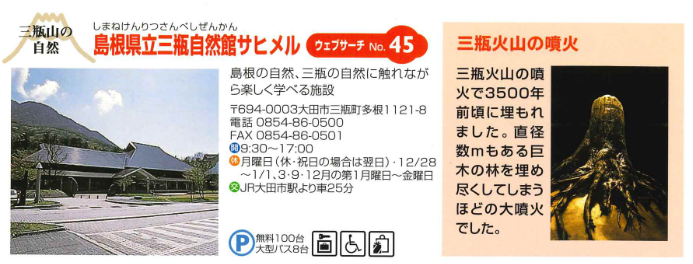 三瓶山の
自然
しまねけんりつさんべしぜんかん
島根県立三瓶自然館サヒメル
ウェブサーチ No.45
島根の自然、三瓶の自然に触れなが
ら楽しく学べる施設
〒694-0003大田市三瓶町多根1121-8
電話 0854-86-0500
FAX 0854-86-0501
開9:30～17:00
休月曜日(休・祝日の場合は翌日)・12/28
～1/1、3・9・12月の第1月曜日～金曜日
交JR大田市駅より車25分
P 無料100台
大型バス8台
三瓶火山の噴火
三瓶火山の噴
火で3500年
前頃に埋もれ
ました。直径
数mもある巨
木の林を埋め
尽くしてしまう
ほどの大噴火
でした。